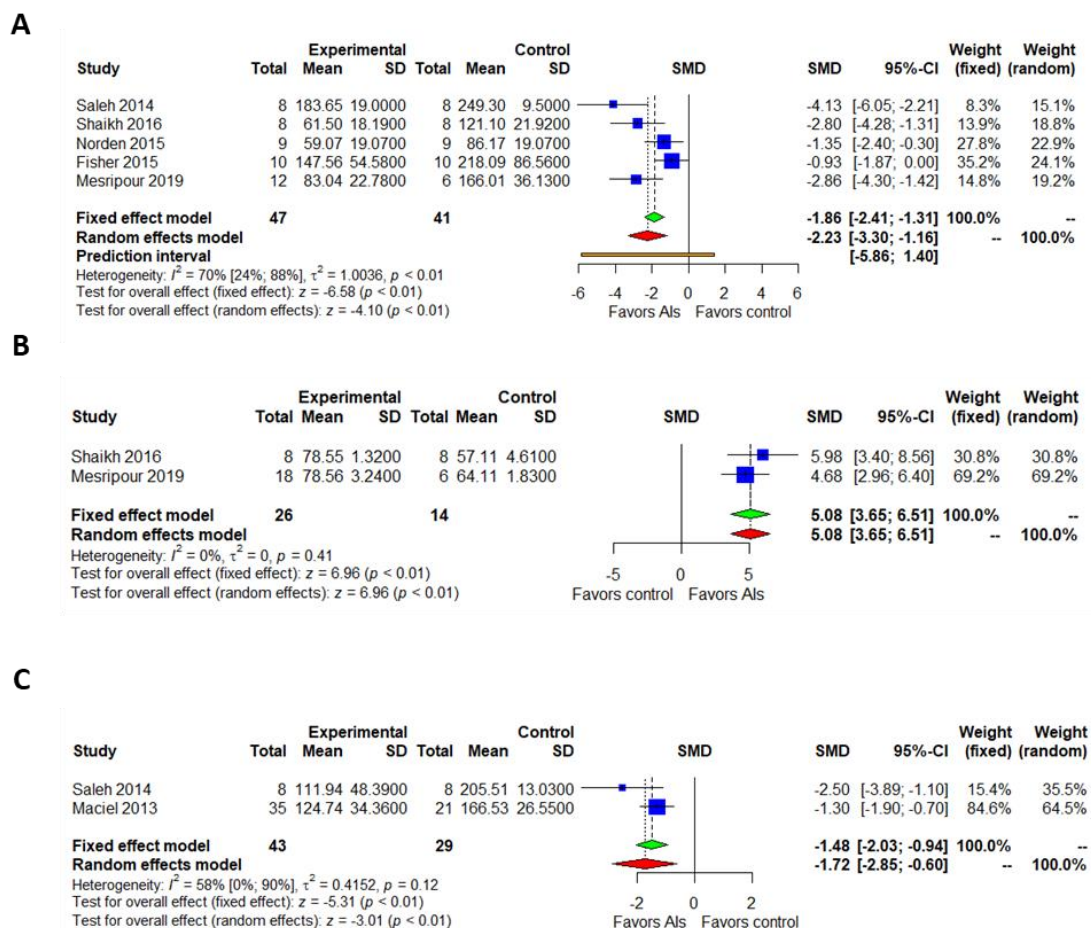 A
Experimental Control Weight Weight
Study Total Mean SD Total Mean SD SMD SMD 95%-CI (fixed) (random)
Saleh 2014 8 183.65 19.0000 8 249.30 9.5000 -4.13 [-6.05; -2.21] 8.3% 15.1%
Shaikh 2016 8 61.50 18.1900 8 121.10 21.9200 -2.80 [-4.28; -1.31] 13.9% 18.8%
Norden 2015 9 59.07 19.0700 9 86.17 19.0700 -1.35 [-2.40; -0.30] 27.8% 22.9%
Fisher 2015 10 147.56 54.5800 10 218.09 86.5600 -0.93 [-1.87; 0.00] 35.2% 24.1%
Mesripour 2019 12 83.04 22.7800 6 166.01 36.1300 -2.86 [-4.30; -1.42] 14.8% 19.2%
Fixed effect model 47 41 -1.86 [-2.41; -1.31] 100.0% --
Random effects model -2.23 [-3.30; -1.16] -- 100.0%
Prediction interval [-5.86; 1.40]
Heterogeneity: I² = 70% [24%; 88%], τ² = 1.0036, p < 0.01
Test for overall effect (fixed effect): z = -6.58 (p < 0.01)
Test for overall effect (random effects): z = -4.10 (p < 0.01)
-6 -4 -2 0 2 4 6
Favors AIs Favors control
B
Experimental Control Weight Weight
Study Total Mean SD Total Mean SD SMD SMD 95%-CI (fixed) (random)
Shaikh 2016 8 78.55 1.3200 8 57.11 4.6100 5.98 [3.40; 8.56] 30.8% 30.8%
Mesripour 2019 18 78.56 3.2400 6 64.11 1.8300 4.68 [2.96; 6.40] 69.2% 69.2%
Fixed effect model 26 14 5.08 [3.65; 6.51] 100.0% --
Random effects model 5.08 [3.65; 6.51] -- 100.0%
Heterogeneity: I² = 0%, τ² = 0, p = 0.41
Test for overall effect (fixed effect): z = 6.96 (p < 0.01)
Test for overall effect (random effects): z = 6.96 (p < 0.01)
-5 0 5
Favors control Favors AIs
C
Experimental Control Weight Weight
Study Total Mean SD Total Mean SD SMD SMD 95%-CI (fixed) (random)
Saleh 2014 8 111.94 48.3900 8 205.51 13.0300 -2.50 [-3.89; -1.10] 15.4% 35.5%
Maciel 2013 35 124.74 34.3600 21 166.53 26.5500 -1.30 [-1.90; -0.70] 84.6% 64.5%
Fixed effect model 43 29 -1.48 [-2.03; -0.94] 100.0% --
Random effects model -1.72 [-2.85; -0.60] -- 100.0%
Heterogeneity: I² = 58% [0%; 90%], τ² = 0.4152, p = 0.12
Test for overall effect (fixed effect): z = -5.31 (p < 0.01)
Test for overall effect (random effects): z = -3.01 (p < 0.01)
-2 0 2
Favors AIs Favors control